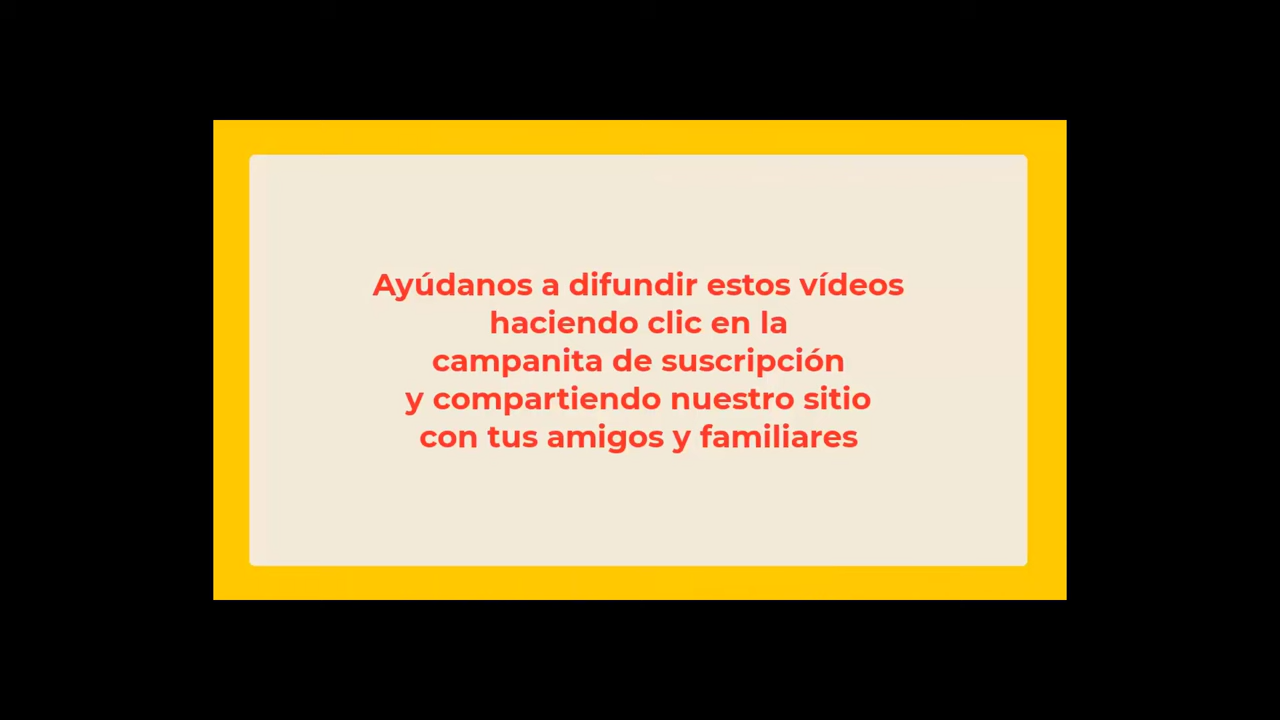 Ayúdanos a difundir estos vídeos
haciendo clic en la
campanita de suscripción
y compartiendo nuestro sitio
con tus amigos y familiares